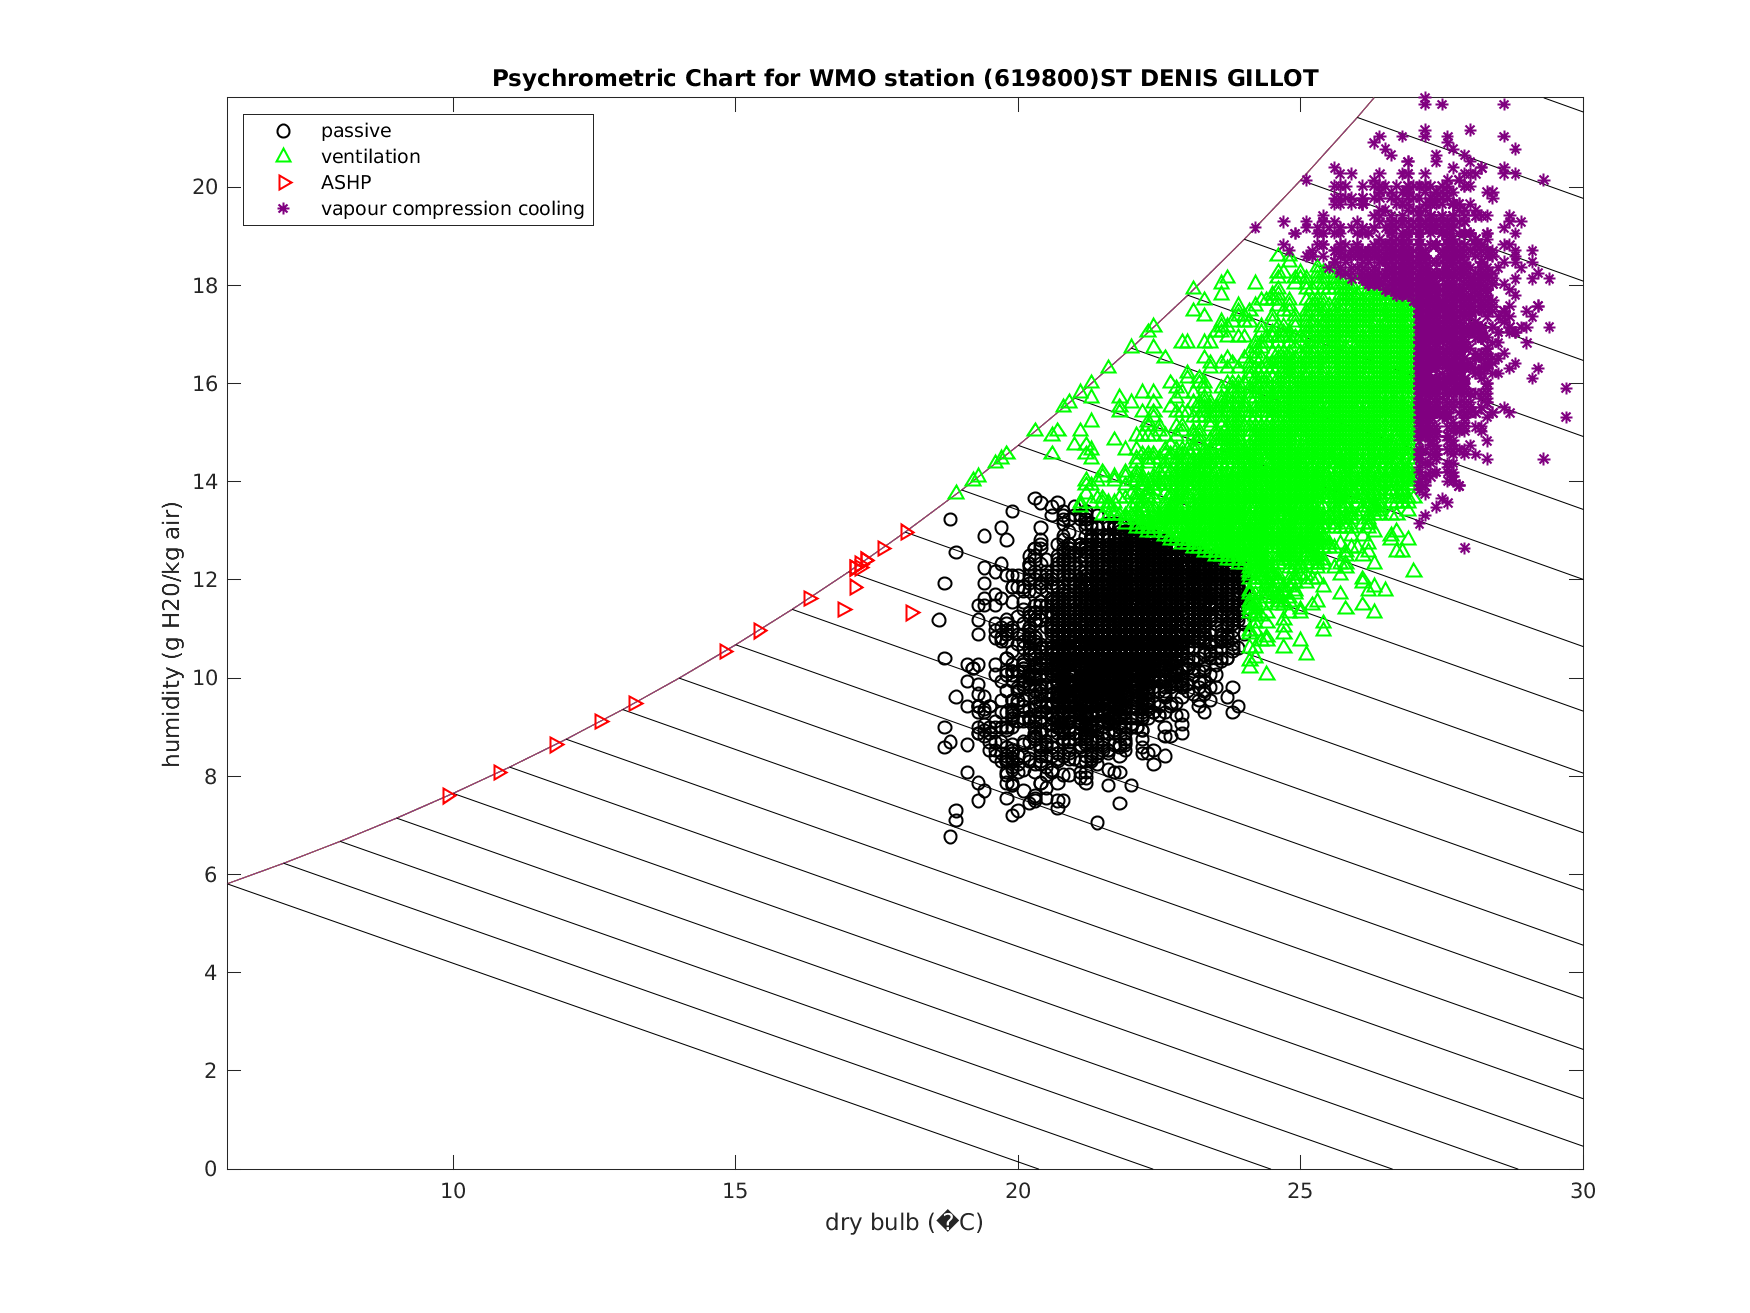 Psychrometric Chart for WMO station (619800)ST DENIS GILLOT
passive
ventilation
ASHP
vapour compression cooling
20
18
16
14
12
10
8
6
4
2
0
humidity (g H20/kg air)
10 15 20 25 30
dry bulb (�C)